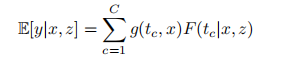 𝔼[y|x, z] = ∑_{c=1}^{C} g(t_c, x)F(t_c|x, z)